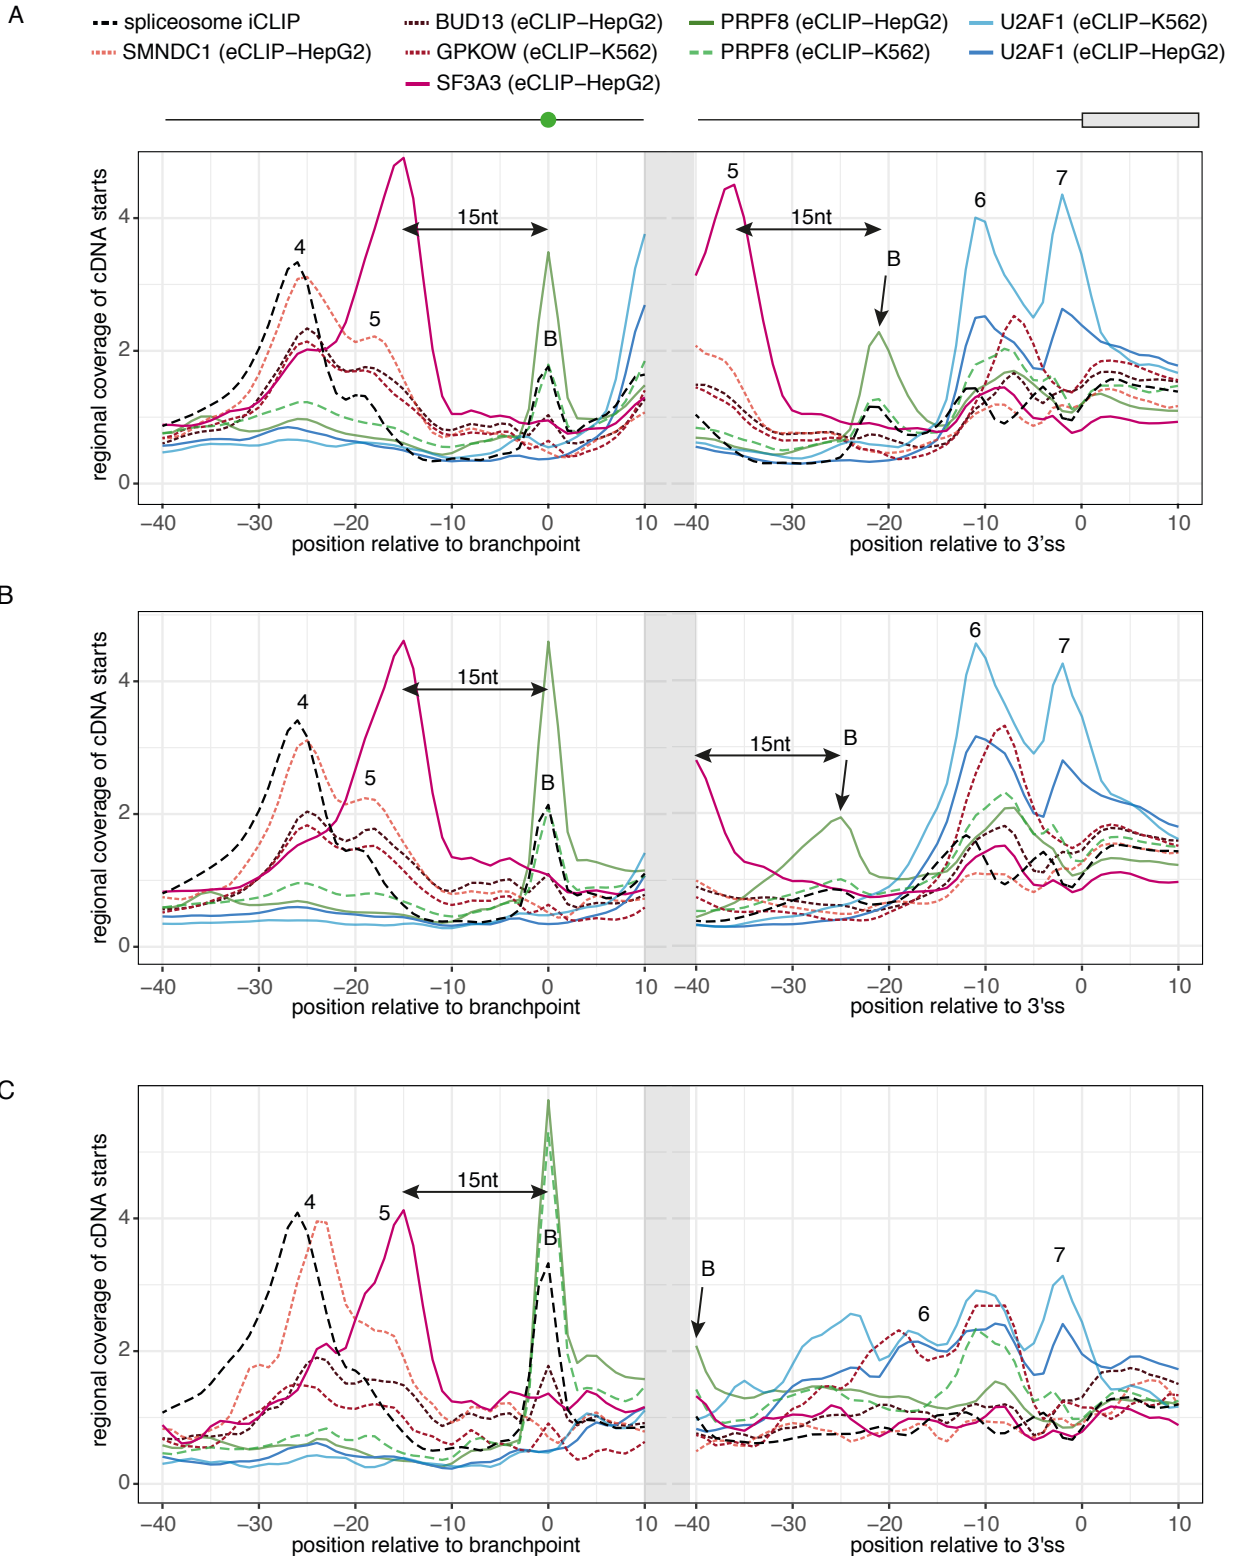 A
spliceosome iCLIP
BUD13 (eCLIP−HepG2)
PRPF8 (eCLIP−HepG2)
U2AF1 (eCLIP−K562)
SMNDC1 (eCLIP−HepG2)
GPKOW (eCLIP−K562)
PRPF8 (eCLIP−K562)
U2AF1 (eCLIP−HepG2)
SF3A3 (eCLIP−HepG2)
regional coverage of cDNA starts
4
2
0
4
5
15nt
B
5
15nt
B
6
7
−40 −30 −20 −10 0 10
−40 −30 −20 −10 0 10
position relative to branchpoint
position relative to 3’ss
B
regional coverage of cDNA starts
4
2
0
4
5
15nt
B
15nt
B
6
7
−40 −30 −20 −10 0 10
−40 −30 −20 −10 0 10
position relative to branchpoint
position relative to 3'ss
C
regional coverage of cDNA starts
4
2
0
4
5
15nt
B
B
6
7
−40 −30 −20 −10 0 10
−40 −30 −20 −10 0 10
position relative to branchpoint
position relative to 3'ss